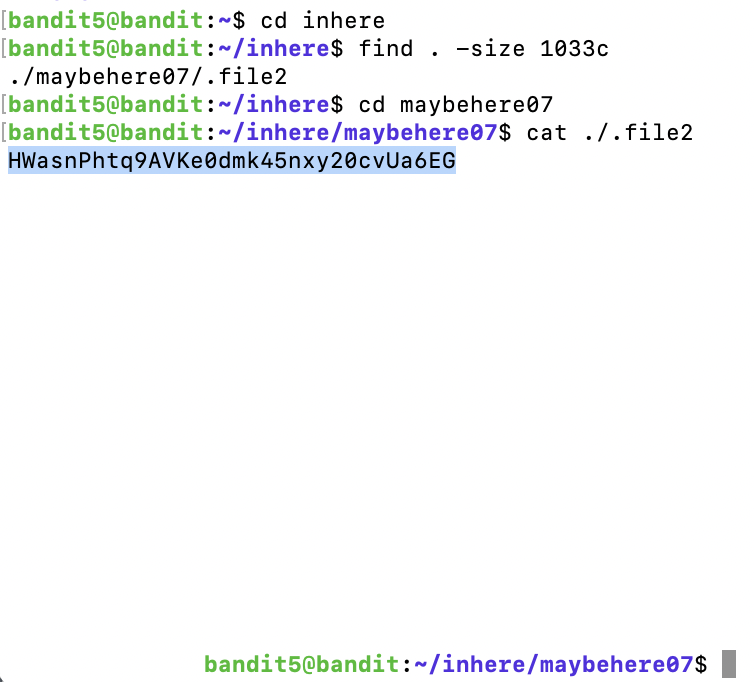 [bandit5@bandit:~$ cd inhere
[bandit5@bandit:~/inhere$ find . -size 1033c
./maybehere07/.file2
[bandit5@bandit:~/inhere$ cd maybehere07
[bandit5@bandit:~/inhere/maybehere07$ cat ./.file2
HWasnPhtq9AVKe0dmk45nxy20cvUa6EG
bandit5@bandit:~/inhere/maybehere07$